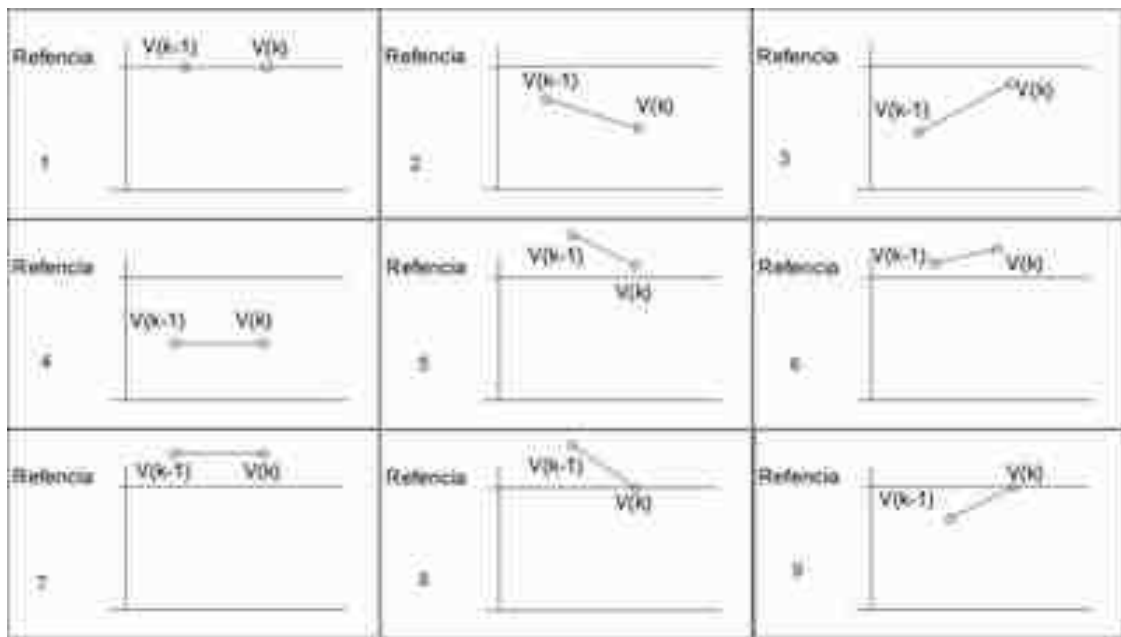 Refencia V(k-1) V(k)
1
Refencia V(k-1) V(k)
2
Refencia V(k-1) V(k)
3
Refencia V(k-1) V(k)
4
Refencia V(k-1) V(k)
5
Refencia V(k-1) V(k)
6
Refencia V(k-1) V(k)
7
Refencia V(k-1) V(k)
8
Refencia V(k-1) V(k)
9